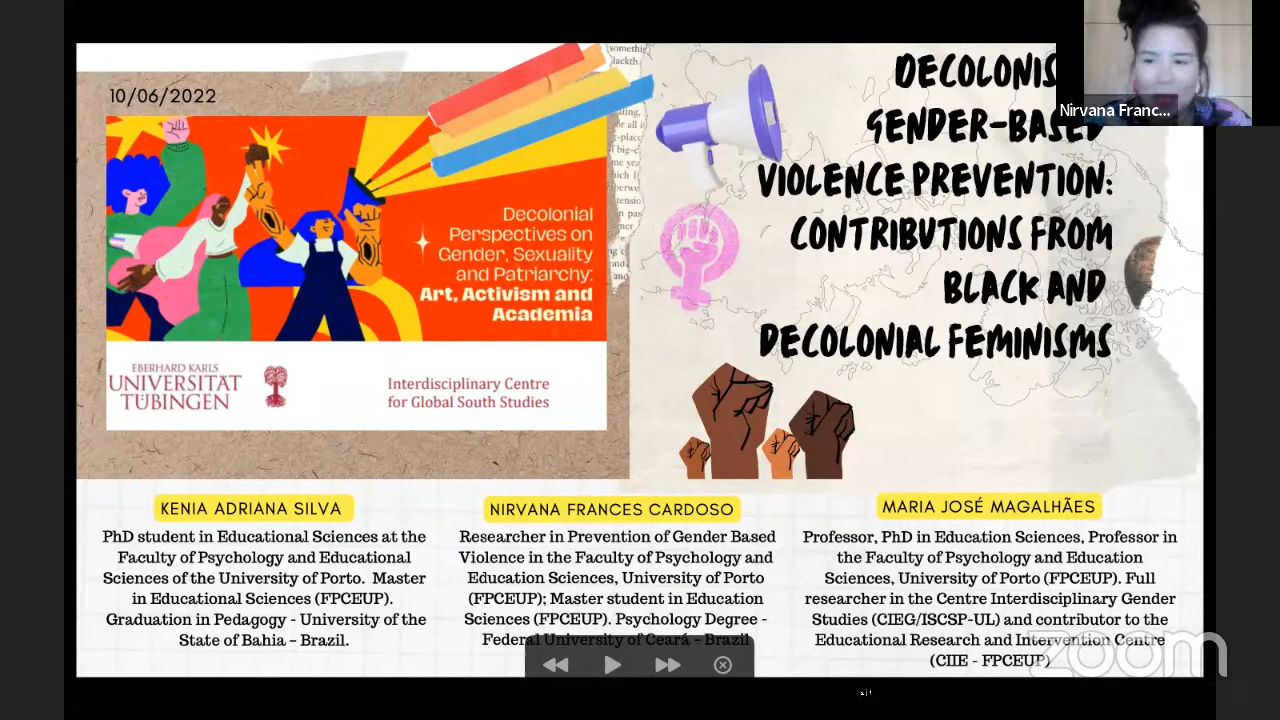 10/06/2022
Decolonial
Perspectives on
Gender, Sexuality
and Patriarchy:
Art, Activism and
Academia
EBERHARD KARLS
UNIVERSITÄT
TÜBINGEN
Interdisciplinary Centre
for Global South Studies
DECOLONIS
GENDER-BASED
VIOLENCE PREVENTION:
CONTRIBUTIONS FROM
BLACK AND
DECOLONIAL FEMINISMS
Nirvana Franc...
KENIA ADRIANA SILVA
PhD student in Educational Sciences at the
Faculty of Psychology and Educational
Sciences of the University of Porto. Master
in Educational Sciences (FPCEUP).
Graduation in Pedagogy - University of the
State of Bahia – Brazil.
NIRVANA FRANCES CARDOSO
Researcher in Prevention of Gender Based
Violence in the Faculty of Psychology and
Education Sciences, University of Porto
(FPCEUP); Master student in Education
Sciences (FPCEUP). Psychology Degree -
Federal University of Ceará – Brazil
MARIA JOSÉ MAGALHÃES
Professor, PhD in Education Sciences, Professor in
the Faculty of Psychology and Education
Sciences, University of Porto (FPCEUP). Full
researcher in the Centre Interdisciplinary Gender
Studies (CIEG/ISCSP-UL) and contributor to the
Educational Research and Intervention Centre
(CIIE - FPCEUP)
zoom